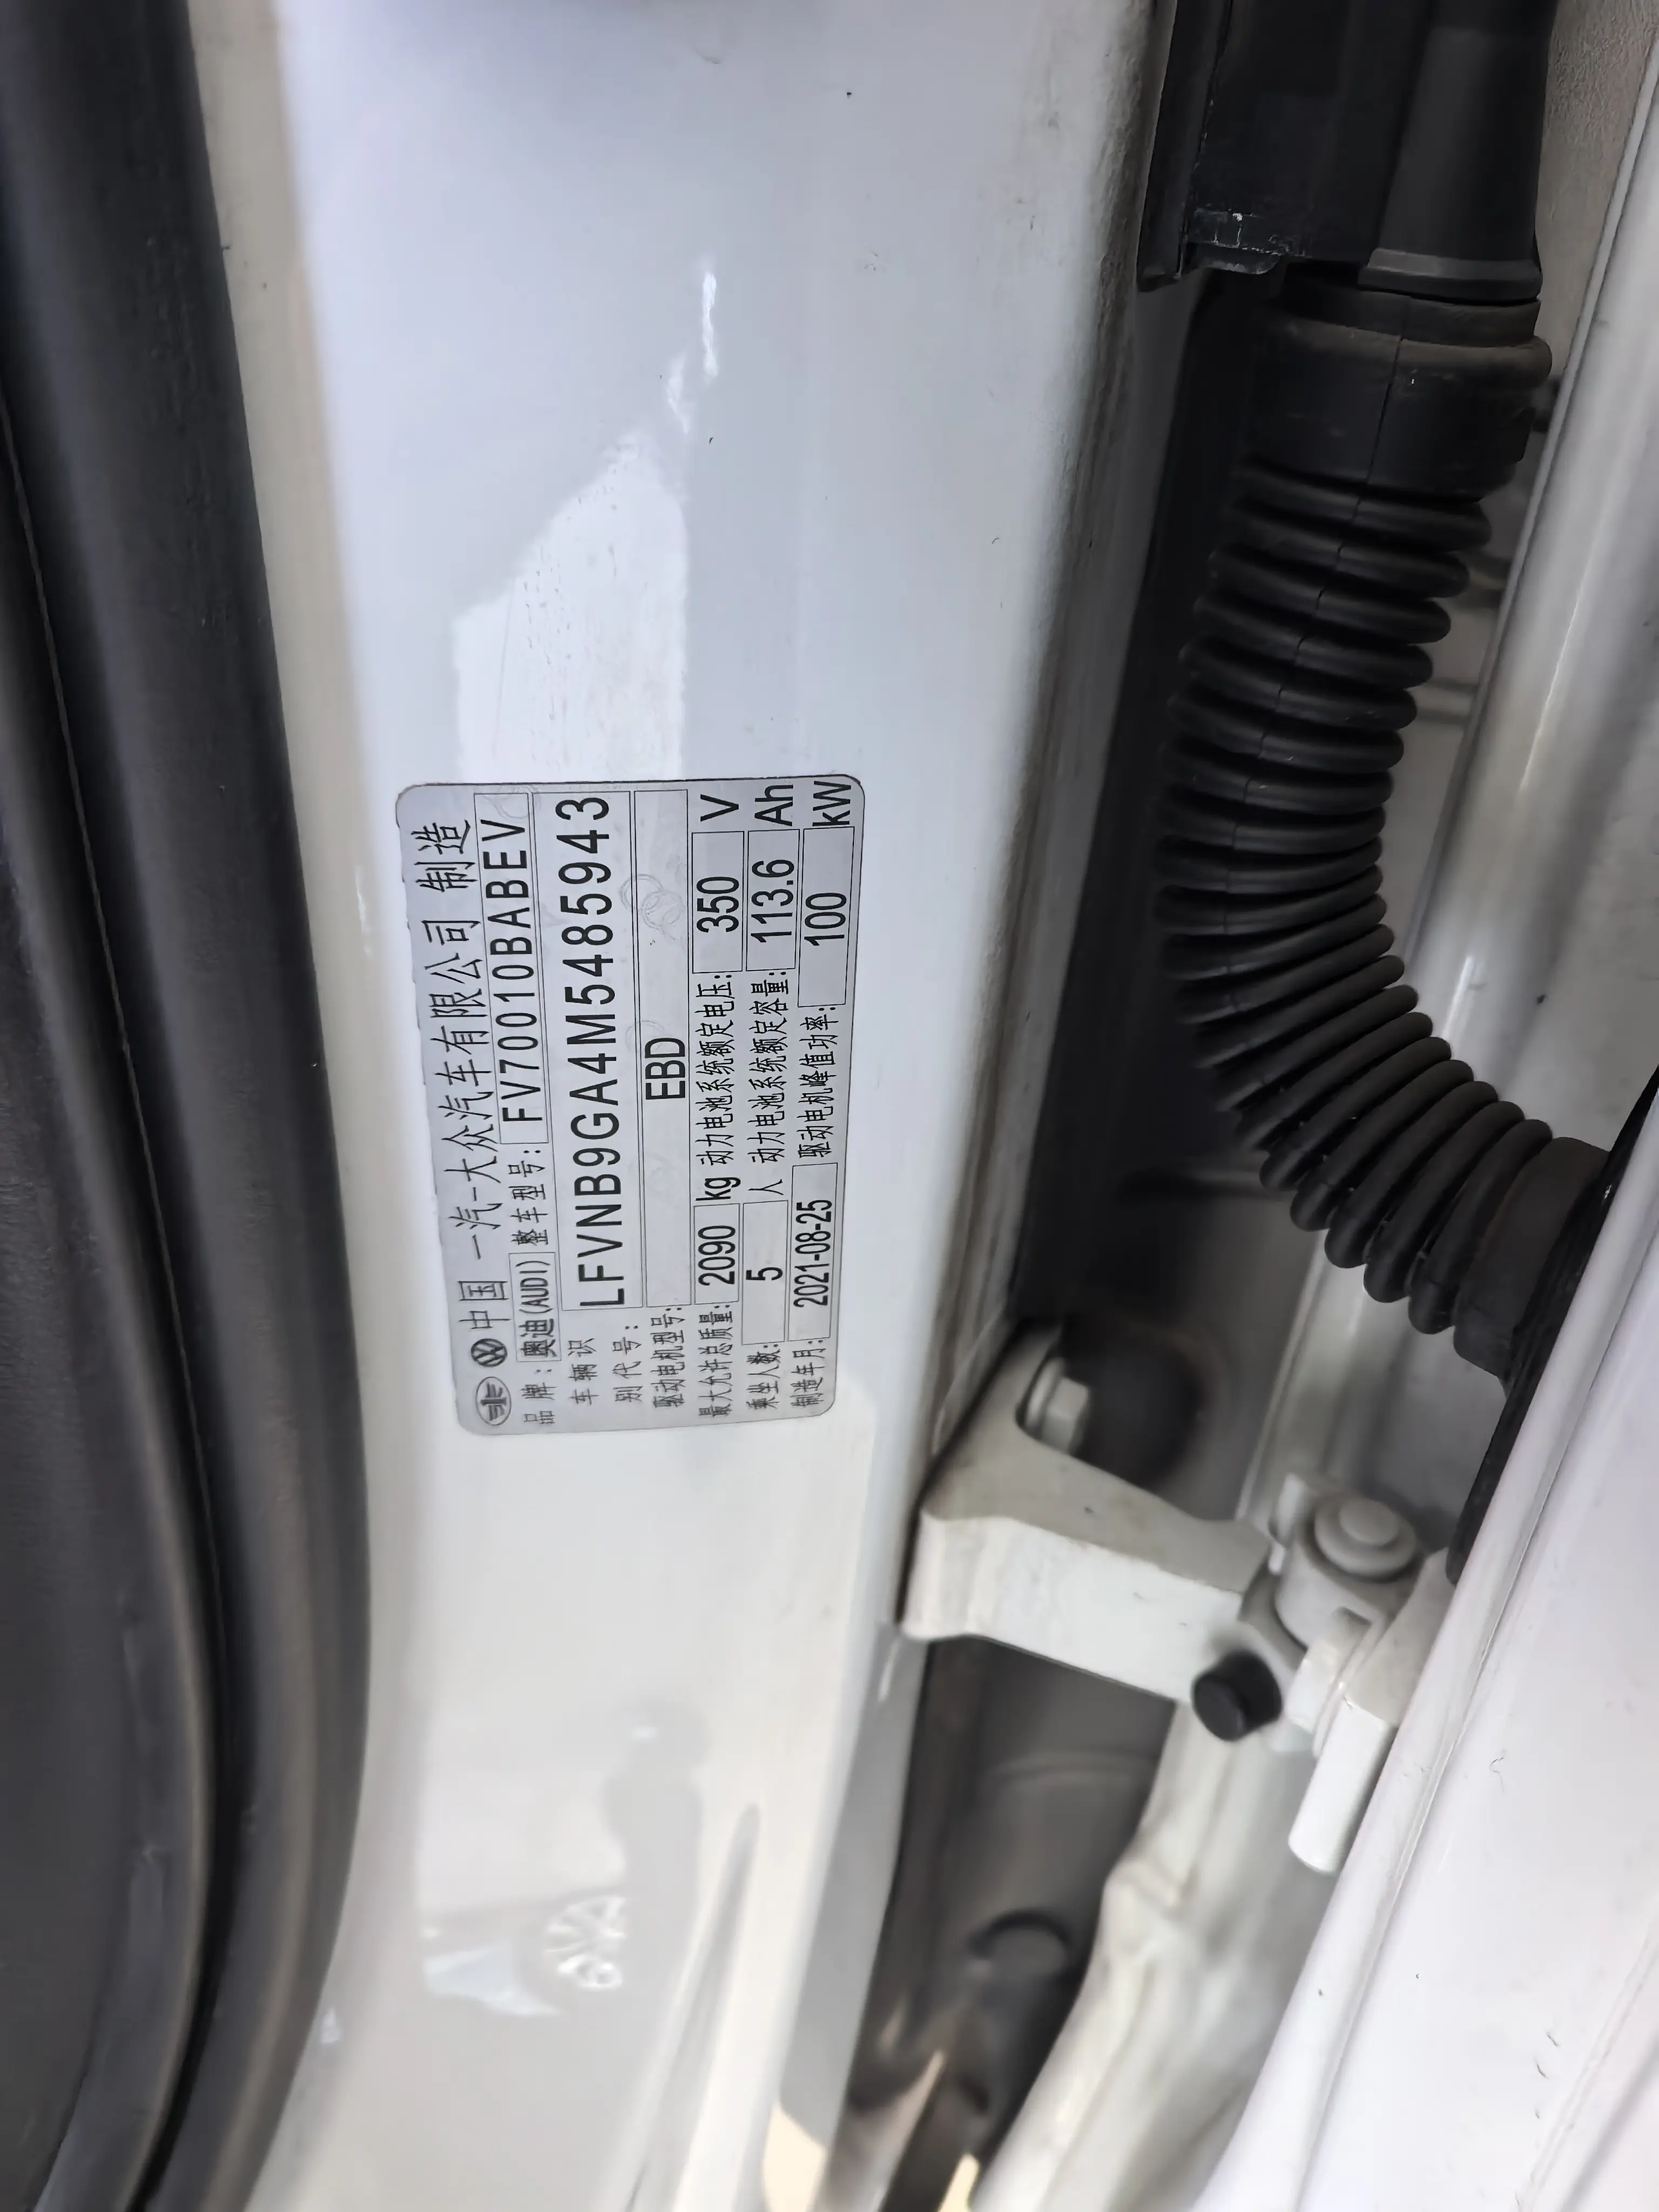 中国 一汽-大众汽车有限公司 制造
品牌: 奥迪(AUDI) 整车型号: FV70010BABEV
车辆识别代号: LFVNB9GA4M5485943
驱动电机型号: EBD
最大允许总质量: 2090 kg 动力电池系统额定电压: 350 V
乘坐人数: 5 人 动力电池系统额定容量: 113.6 Ah
制造年月: 2021-08-25 驱动电机峰值功率: 100 kW